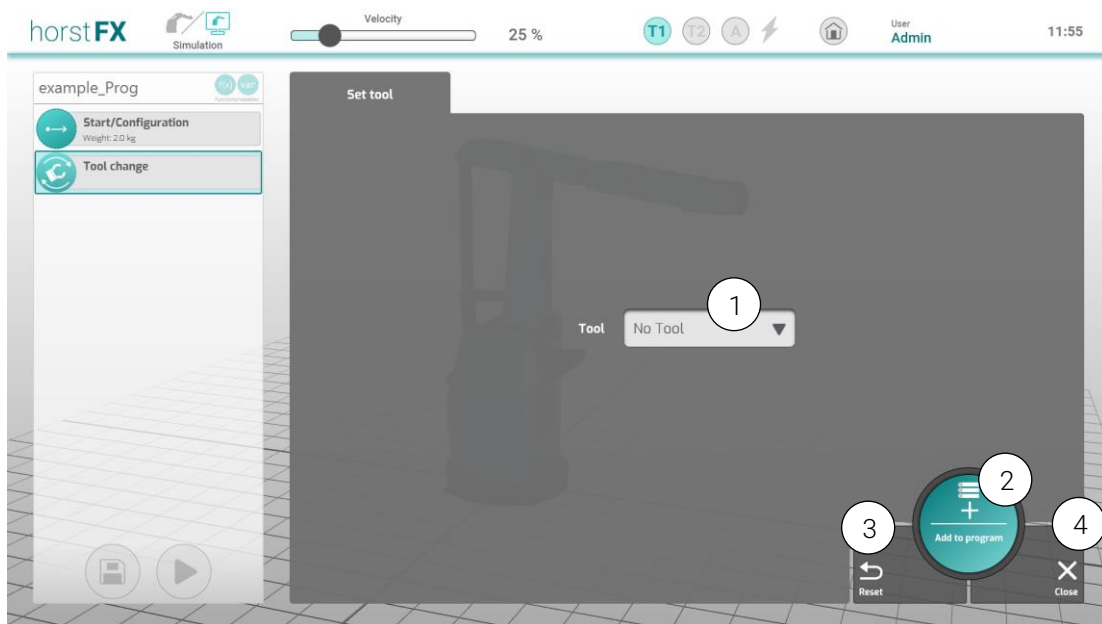 horstFX
Simulation
Velocity
25 %
T1
T2
A
User
Admin
11:55
example_Prog
f(x)
var
Start/Configuration
Weight: 2.0 kg
Tool change
Set tool
Tool
No Tool
1
2
3
4
Add to program
Reset
Close